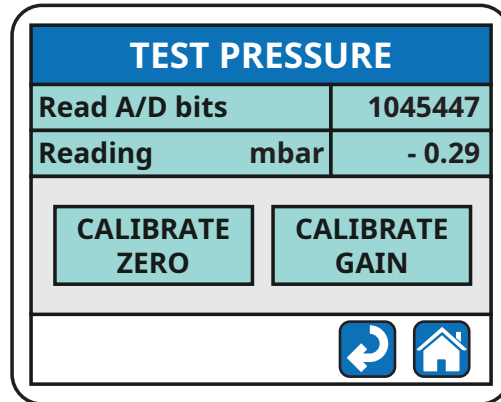 TEST PRESSURE
Read A/D bits 1045447
Reading mbar - 0.29
CALIBRATE ZERO
CALIBRATE GAIN